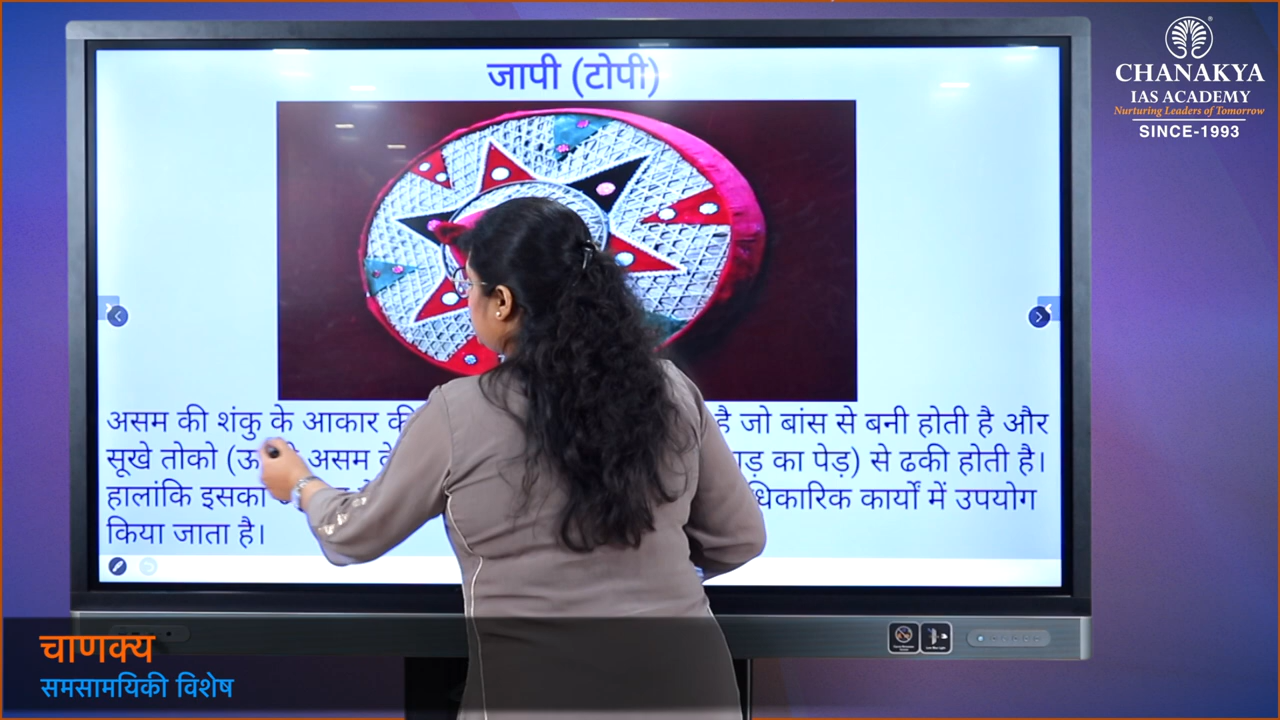 जापी (टोपी)
असम की शंकु के आकार की है जो बांस से बनी होती है और
सूखे तोको ( असम से ढकी होती है।
हालांकि इसका कार्यों में उपयोग
किया जाता है।
CHANAKYA
IAS ACADEMY
Nurturing Leaders of Tomorrow
SINCE-1993
चाणक्य
समसामयिकी विशेष